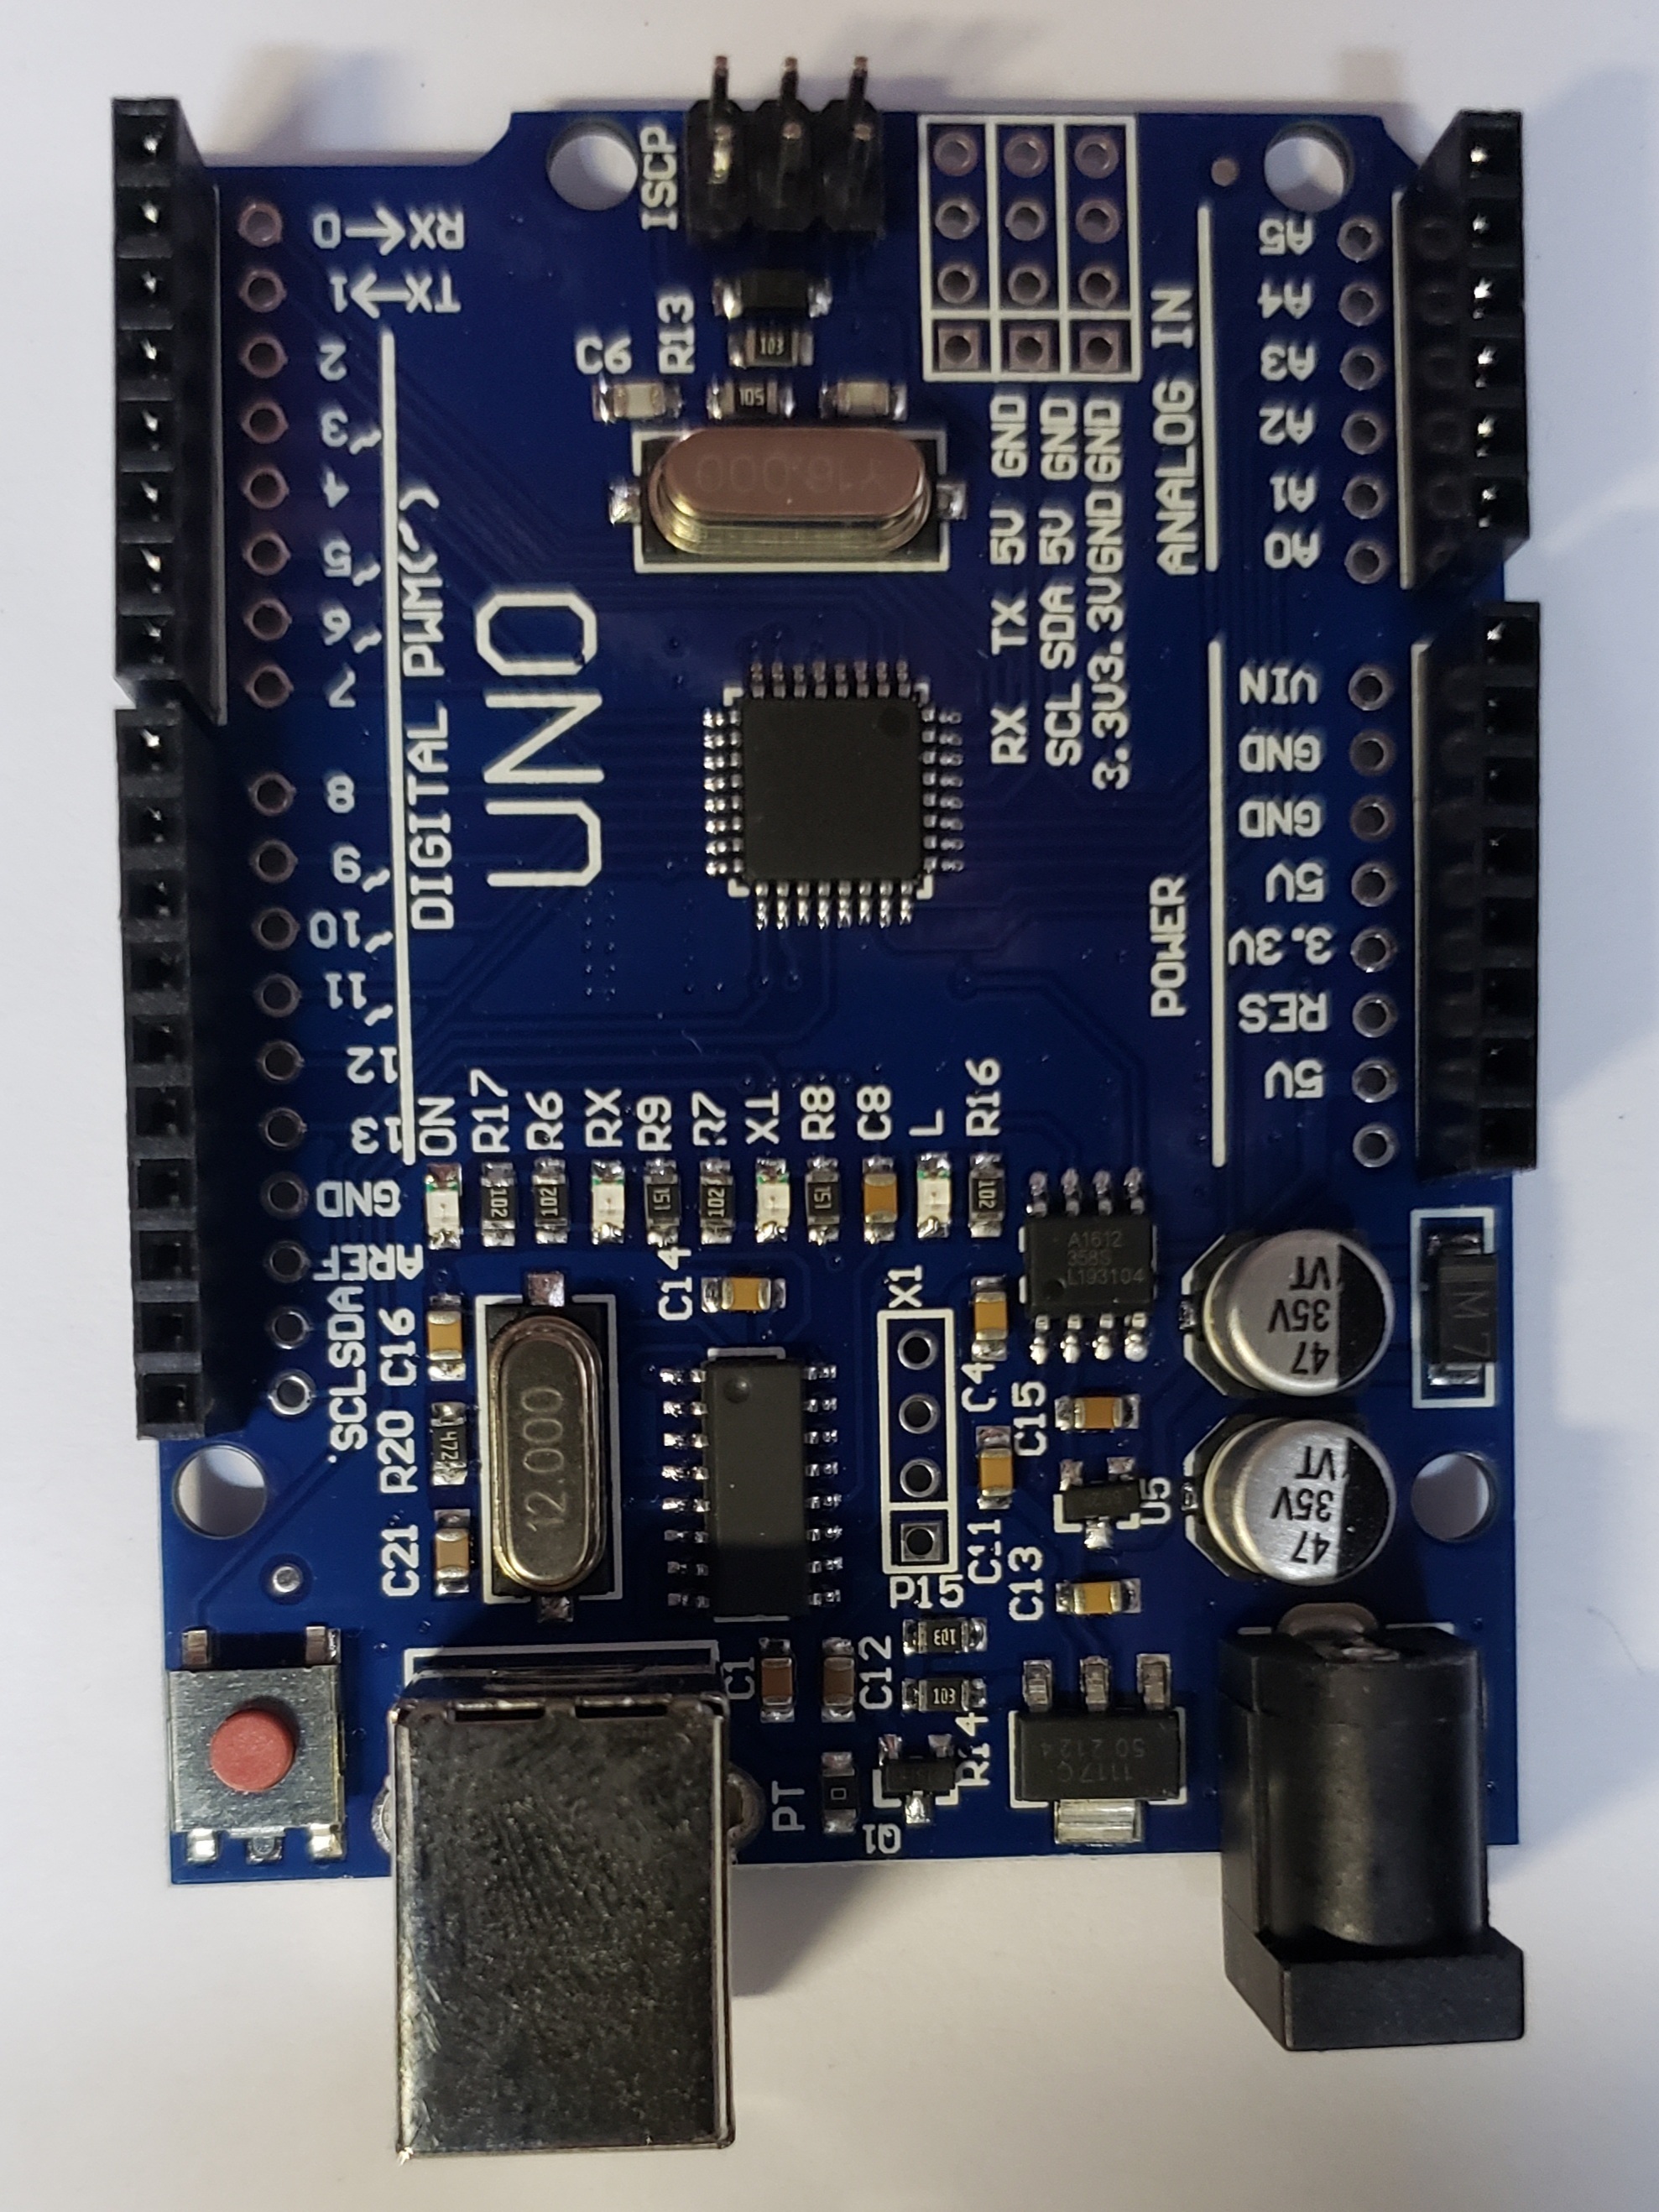 ISCP
RX←0
TX→1
2
~3
4
~5
~6
7
8
~9
~10
~11
12
13
GND
AREF
SDA
SCL
DIGITAL PWM(~)
UNO
C6
R13
103
105
Y16.000
RX TX 5V GND
SCL SDA 5V GND
3.3V3.3VGNDGND
ANALOG IN
A5
A4
A3
A2
A1
A0
POWER
VIN
GND
GND
5V
3.3V
RES
5V
ON
R17
R6
RX
R9
R7
TX
R8
C8
L
R16
102
102
151
102
151
102
A1612
358S
L193104
47
35V
VT
47
35V
VT
M7
C21 R20 C16
472
12.000
C14
X1
C4
C15
C11
C13
U5
P15
C1
C12
103
103
R14
PT
Q1
1117C
50 2124